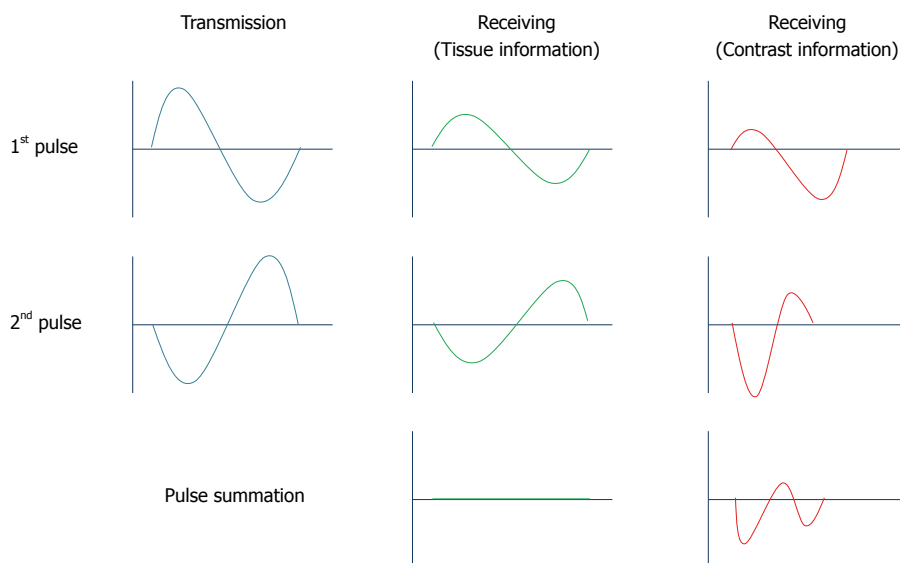 Transmission
Receiving
(Tissue information)
Receiving
(Contrast information)
1st pulse
2nd pulse
Pulse summation